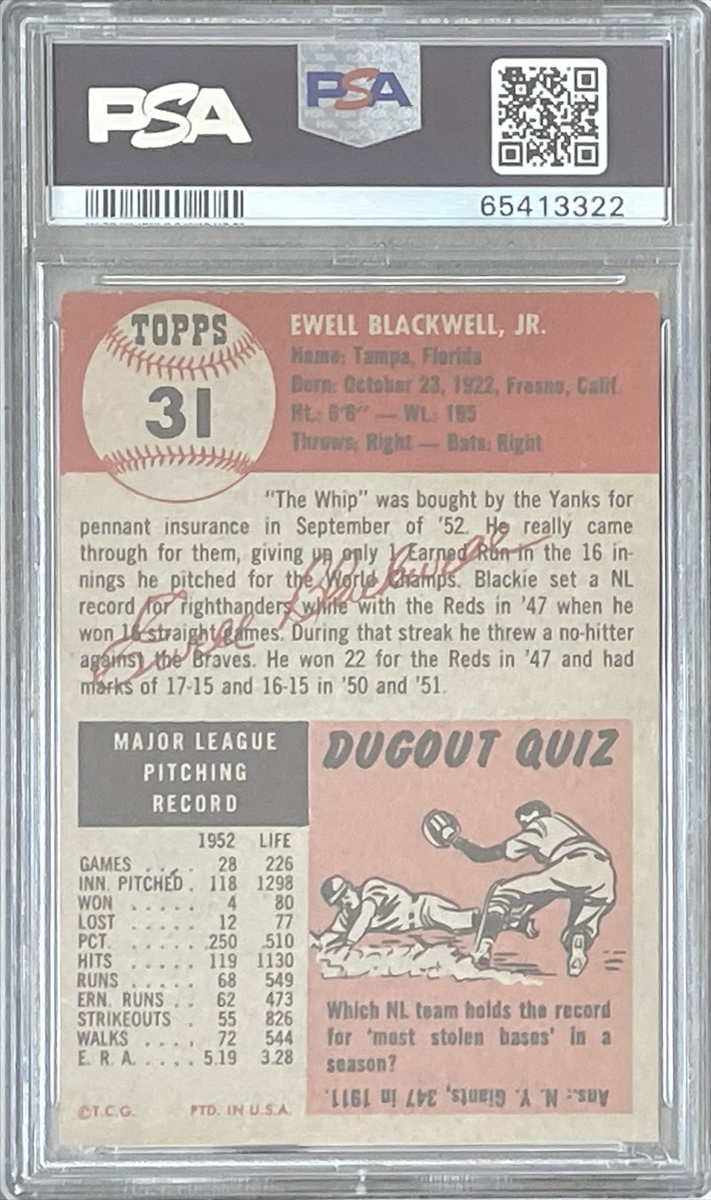 PSA
PSA
65413322
TOPPS
31
EWELL BLACKWELL, JR.
Home: Tampa, Florida
Born: October 23, 1922, Fresno, Calif.
Ht.: 6'6" — Wt.: 195
Throws: Right — Bats: Right
"The Whip" was bought by the Yanks for
pennant insurance in September of '52. He really came
through for them, giving up only 1 Earned Run in the 16 in-
nings he pitched for the World Champs. Blackie set a NL
record for righthanders while with the Reds in '47 when he
won 16 straight games. During that streak he threw a no-hitter
against the Braves. He won 22 for the Reds in '47 and had
marks of 17-15 and 16-15 in '50 and '51.
Ewell Blackwell
MAJOR LEAGUE
PITCHING
RECORD
1952 LIFE
GAMES .... 28 226
INN. PITCHED . 118 1298
WON ..... 4 80
LOST ..... 12 77
PCT. ..... .250 .510
HITS ..... 119 1130
RUNS ..... 68 549
ERN. RUNS .. 62 473
STRIKEOUTS . 55 826
WALKS .... 72 544
E. R. A. .... 5.19 3.28
©T.C.G. PTD. IN U.S.A.
DUGOUT QUIZ
Which NL team holds the record
for 'most stolen bases' in a
season?
Ans.: N. Y. Giants, 347 in 1911.